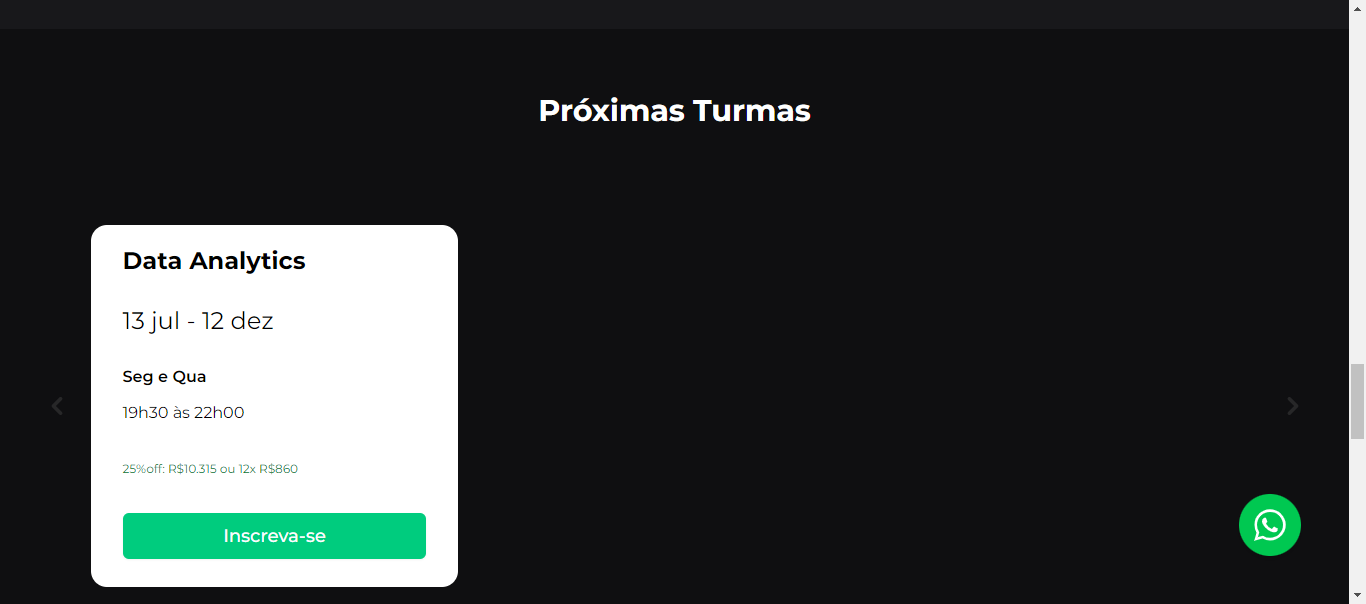 Próximas Turmas
Data Analytics
13 jul - 12 dez
Seg e Qua
19h30 às 22h00
25%off: R$10.315 ou 12x R$860
Inscreva-se